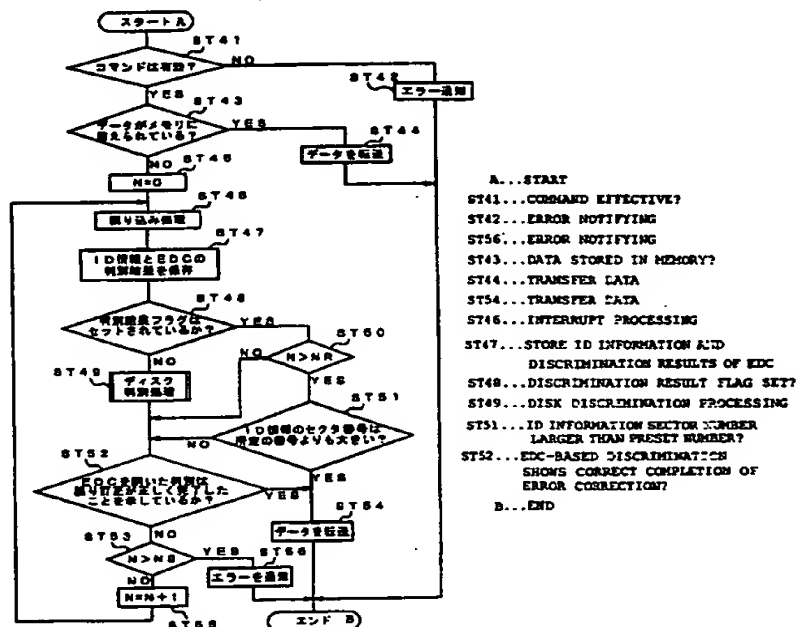 スタート A
ST41
コマンドは有効?
NO
ST42
エラー通知
YES
ST43
データがメモリに
蓄えられている?
YES
ST44
データを転送
NO
ST45
N=0
ST46
割り込み処理
ST47
ID情報とEDCの
判別結果を保存
ST48
判別結果フラグは
セットされているか?
YES
ST50
NO
N>NR
NO
ST49
ディスク
判別処理
YES
ST51
ID情報のセクタ番号は
所定の番号よりも大きい?
NO
YES
ST52
EDCを用いた判別は
誤り訂正が正しく終了した
ことを示しているか?
YES
ST54
データを転送
NO
ST53
N>NS
YES
エラーを通知
NO
N=N+1
エンド B
A...START
ST41...COMMAND EFFECTIVE?
ST42...ERROR NOTIFYING
ST56...ERROR NOTIFYING
ST43...DATA STORED IN MEMORY?
ST44...TRANSFER DATA
ST54...TRANSFER DATA
ST46...INTERRUPT PROCESSING
ST47...STORE ID INFORMATION AND
DISCRIMINATION RESULTS OF EDC
ST48...DISCRIMINATION RESULT FLAG SET?
ST49...DISK DISCRIMINATION PROCESSING
ST51...ID INFORMATION SECTOR NUMBER
LARGER THAN PRESET NUMBER?
ST52...EDC-BASED DISCRIMINATION
SHOWS CORRECT COMPLETION OF
ERROR CORRECTION?
B...END